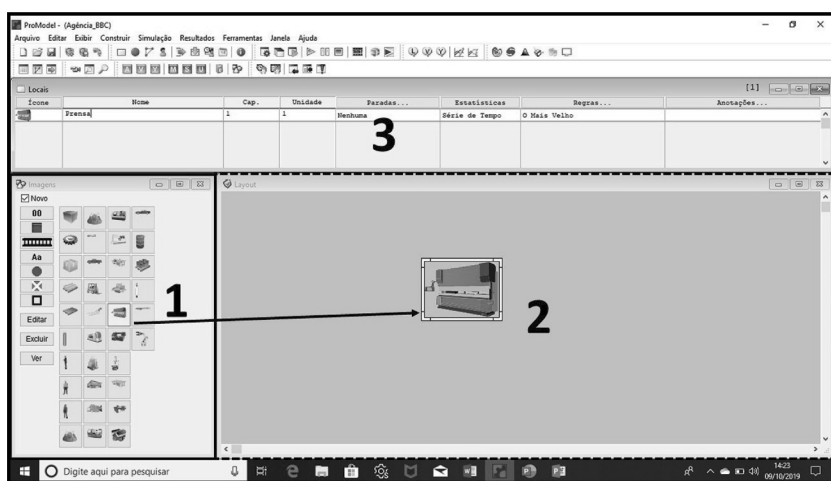 ProModel - (Agência_BBC)
Arquivo Editar Exibir Construir Simulação Resultados Ferramentas Janela Ajuda
Locais
[1]
Ícone Nome Cap. Unidade Paradas... Estatísticas Regras... Anotações...
Prensa 1 1 Nenhuma Série de Tempo O Mais Velho
3
Imagens
Layout
Novo
00
Aa
Editar
Excluir
Ver
1
2
Digite aqui para pesquisar
14:23
09/10/2019